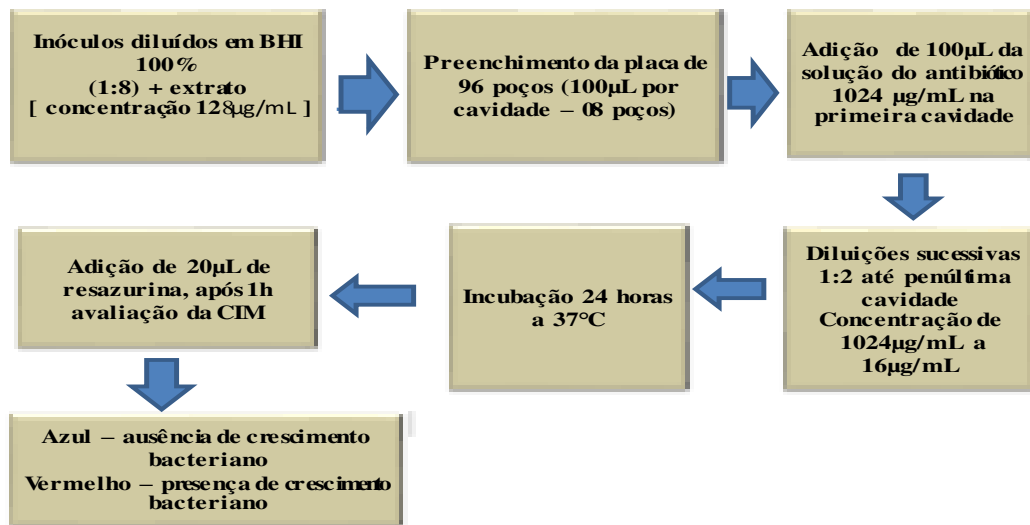 Inóculos diluídos em BHI
100%
(1:8) + extrato
[ concentração 128µg/mL ]
Preenchimento da placa de
96 poços (100µL por
cavidade – 08 poços)
Adição de 100µL da
solução do antibiótico
1024 µg/mL na
primeira cavidade
Diluições sucessivas
1:2 até penúltima
cavidade
Concentração de
1024µg/mL a
16µg/mL
Incubação 24 horas
a 37°C
Adição de 20µL de
resazurina, após 1h
avaliação da CIM
Azul – ausência de crescimento
bacteriano
Vermelho – presença de crescimento
bacteriano